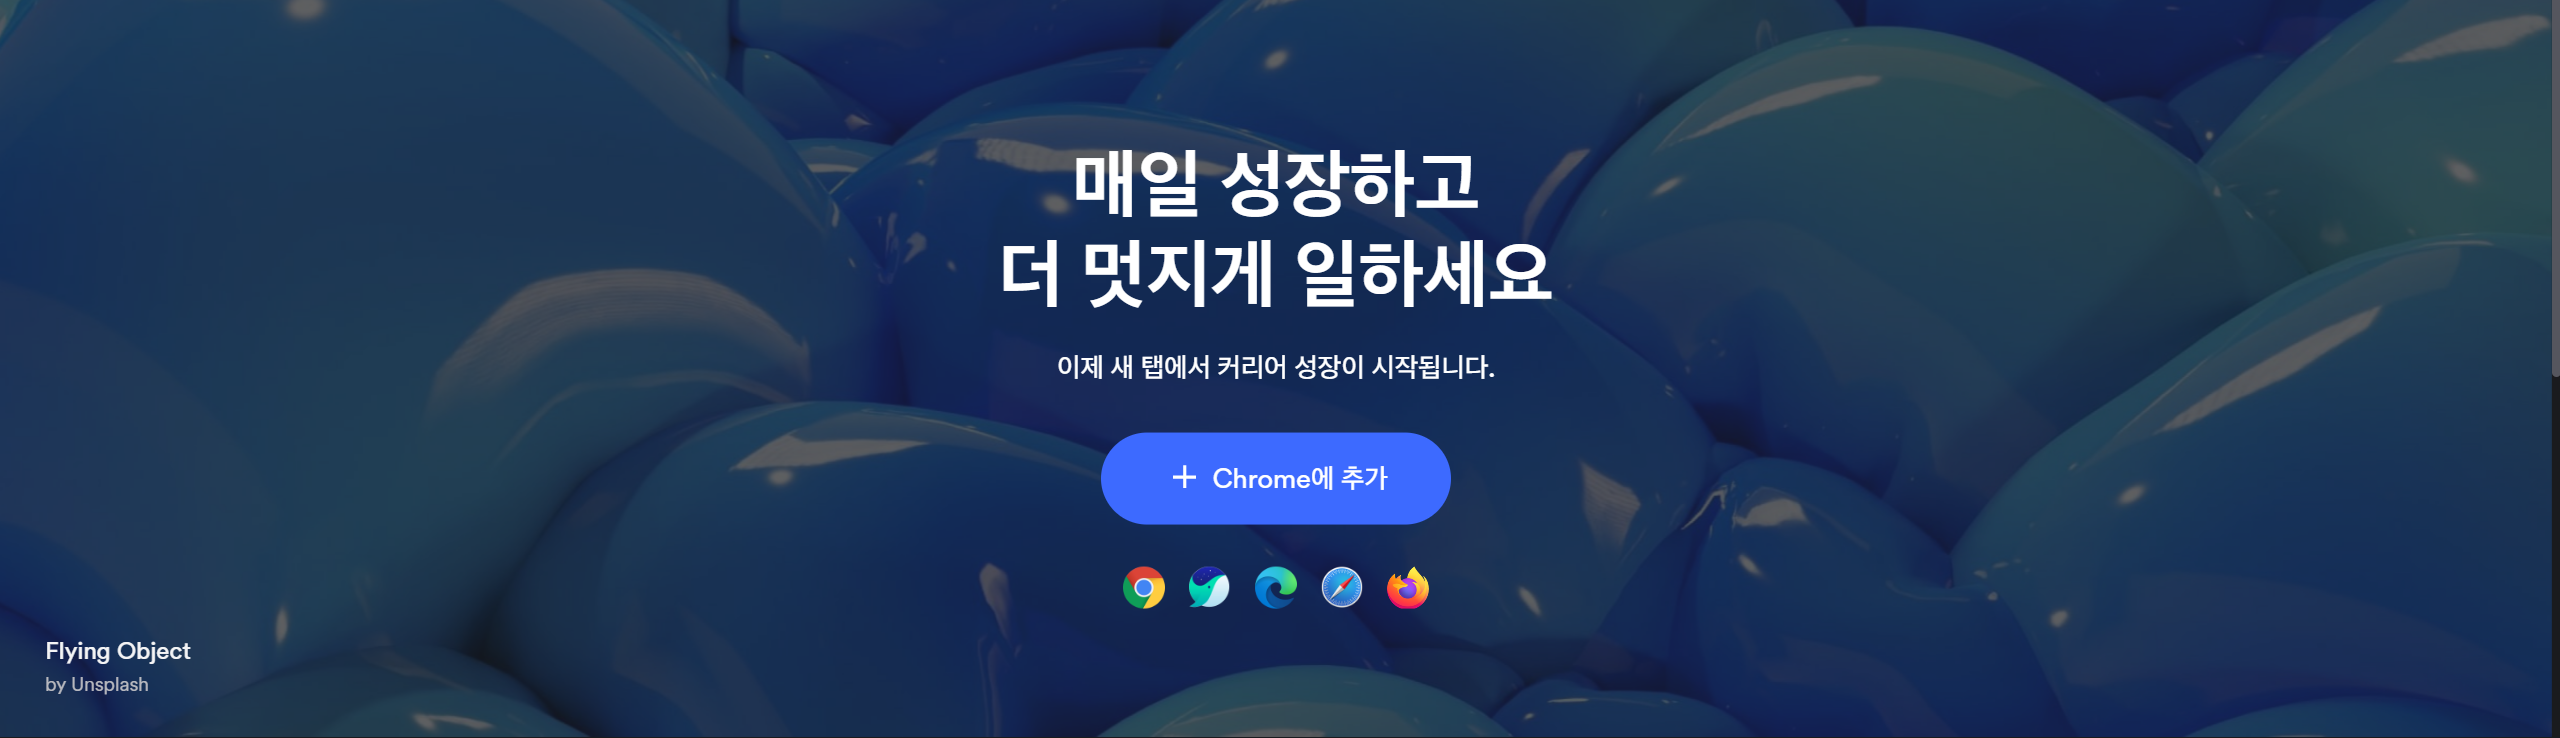 매일 성장하고
더 멋지게 일하세요
이제 새 탭에서 커리어 성장이 시작됩니다.
+ Chrome에 추가
Flying Object
by Unsplash